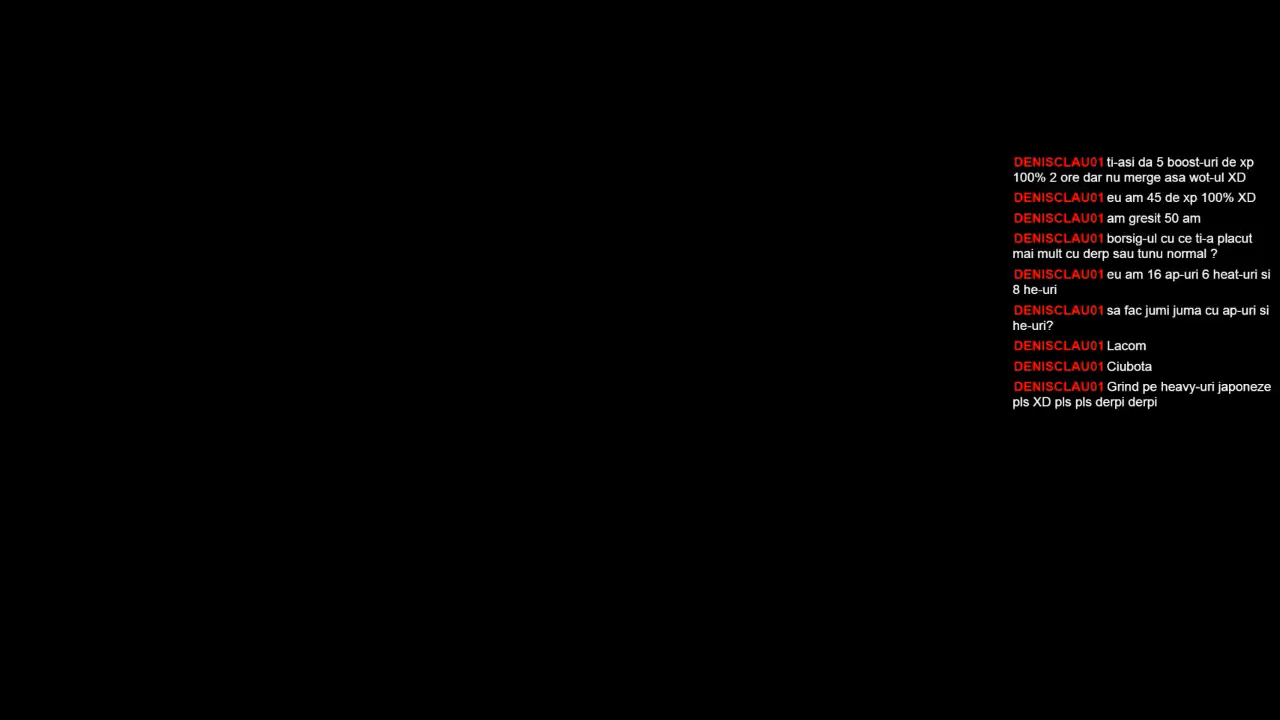 DENISCLAU01 ti-asi da 5 boost-uri de xp
100% 2 ore dar nu merge asa wot-ul XD
DENISCLAU01 eu am 45 de xp 100% XD
DENISCLAU01 am gresit 50 am
DENISCLAU01 borsig-ul cu ce ti-a placut
mai mult cu derp sau tunu normal ?
DENISCLAU01 eu am 16 ap-uri 6 heat-uri si
8 he-uri
DENISCLAU01 sa fac jumi juma cu ap-uri si
he-uri?
DENISCLAU01 Lacom
DENISCLAU01 Ciubota
DENISCLAU01 Grind pe heavy-uri japoneze
pls XD pls pls derpi derpi